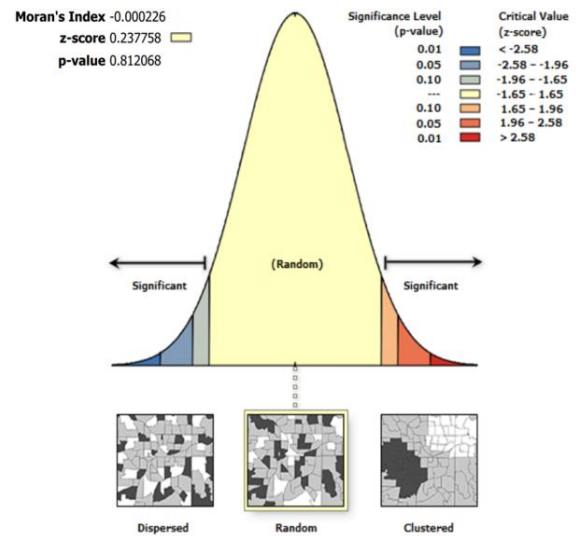 Moran's Index -0.000226
z-score 0.237758
p-value 0.812068
Significance Level (p-value) Critical Value (z-score)
0.01 < -2.58
0.05 -2.58 – -1.96
0.10 -1.96 – -1.65
--- -1.65 – 1.65
0.10 1.65 – 1.96
0.05 1.96 – 2.58
0.01 > 2.58
(Random)
Significant Significant
Dispersed Random Clustered